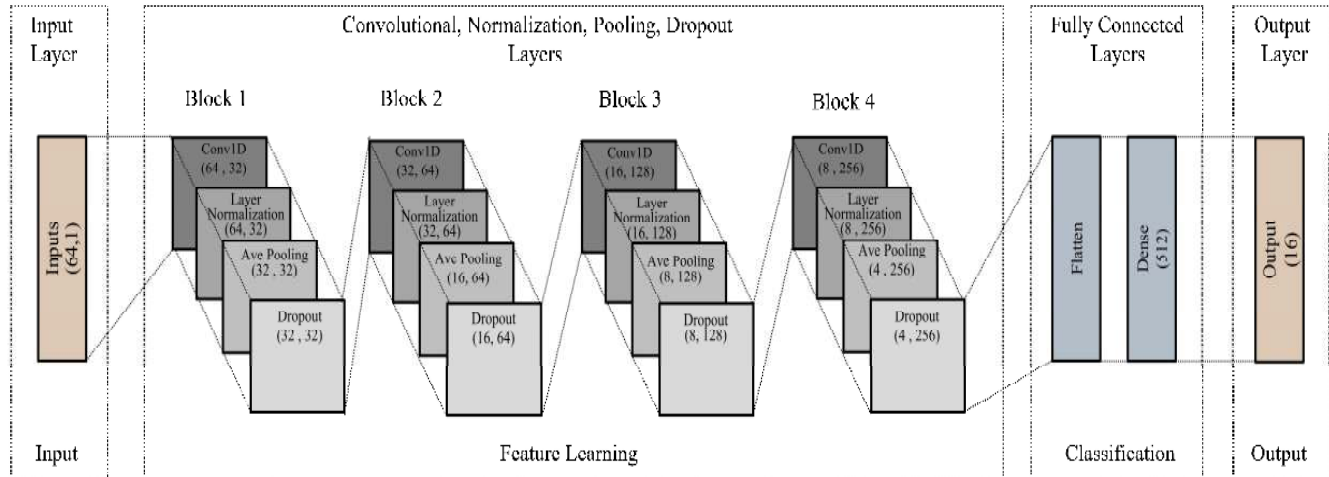 Input
Layer
Convolutional, Normalization, Pooling, Dropout
Layers
Fully Connected
Layers
Output
Layer
Block 1
Block 2
Block 3
Block 4
Inputs
(64,1)
Conv1D
(64 , 32)
Layer
Normalization
(64, 32)
Ave Pooling
(32 , 32)
Dropout
(32 , 32)
Conv1D
(32, 64)
Layer
Normalization
(32, 64)
Ave Pooling
(16, 64)
Dropout
(16, 64)
Conv1D
(16, 128)
Layer
Normalization
(16, 128)
Ave Pooling
(8, 128)
Dropout
(8, 128)
Conv1D
(8 , 256)
Layer
Normalization
(8 , 256)
Ave Pooling
(4 , 256)
Dropout
(4 , 256)
Flatten
Dense
(512)
Output
(16)
Input
Feature Learning
Classification
Output